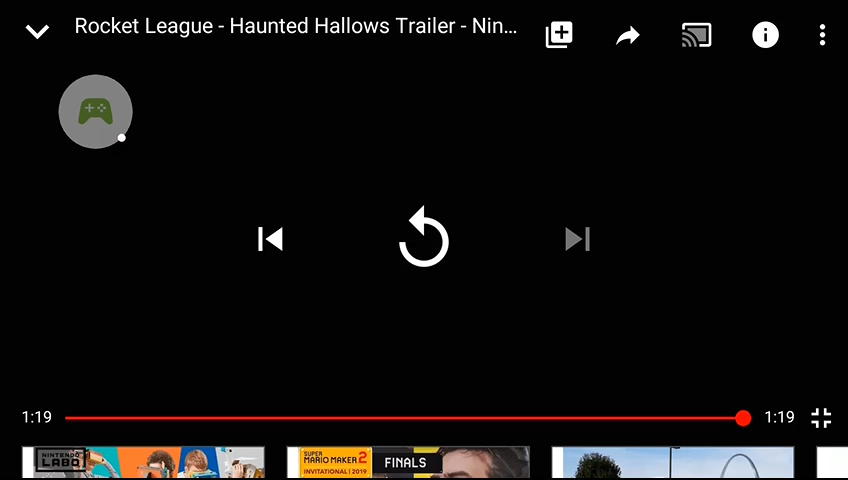 Rocket League - Haunted Hallows Trailer - Nin...
1:19
1:19
NINTENDO
LABO
SUPER
MARIO MAKER 2
INVITATIONAL | 2019
FINALS